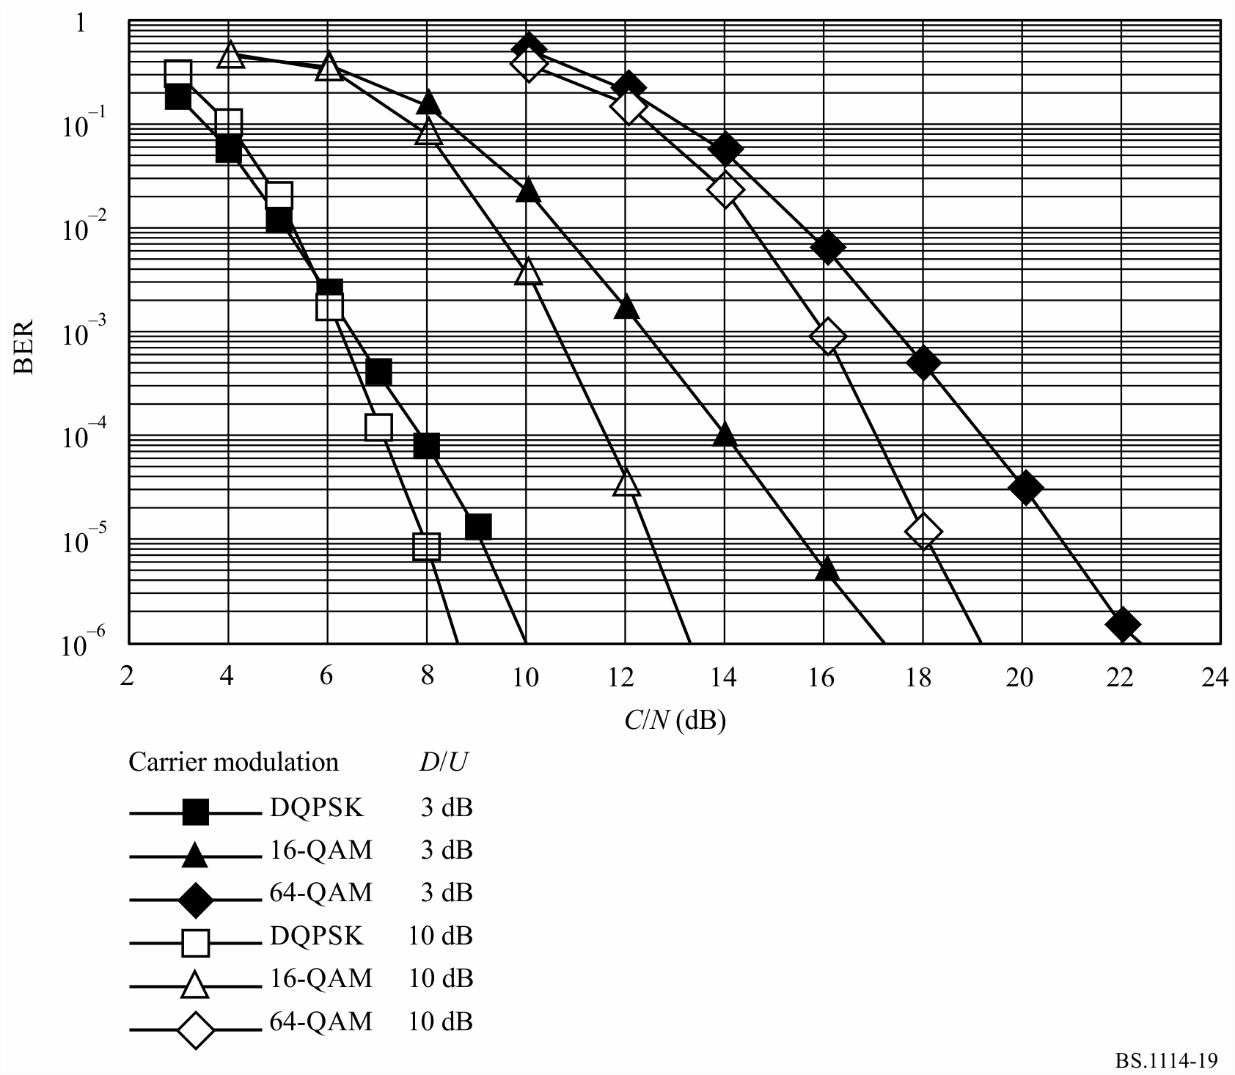 1
10⁻¹
10⁻²
10⁻³
10⁻⁴
10⁻⁵
10⁻⁶
BER
2 4 6 8 10 12 14 16 18 20 22 24
C/N (dB)
Carrier modulation D/U
DQPSK 3 dB
16-QAM 3 dB
64-QAM 3 dB
DQPSK 10 dB
16-QAM 10 dB
64-QAM 10 dB
BS.1114-19